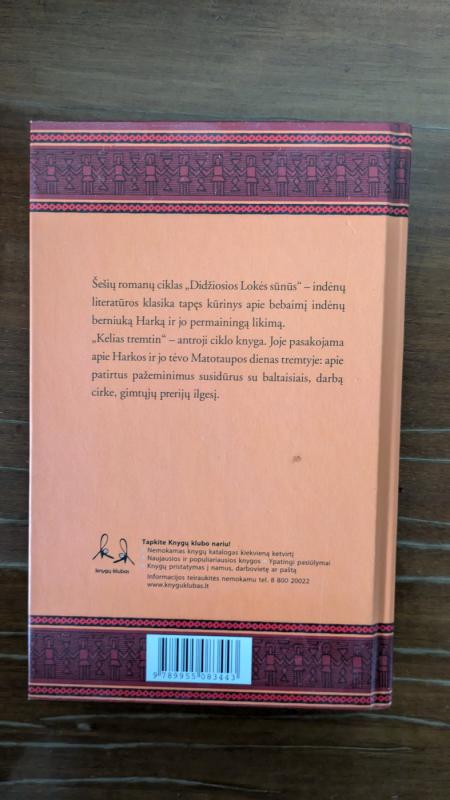 Šešių romanų ciklas „Didžiosios Lokės sūnūs“ – indėnų
literatūros klasika tapęs kūrinys apie bebaimį indėnų
berniuką Harką ir jo permainingą likimą.
„Kelias tremtin“ – antroji ciklo knyga. Joje pasakojama
apie Harkos ir jo tėvo Matotaupos dienas tremtyje: apie
patirtus pažeminimus susidūrus su baltaisiais, darbą
cirke, gimtųjų prerijų ilgesį.
knygų klubas
Tapkite Knygų klubo nariu!
Nemokamas knygų katalogas kiekvieną ketvirtį
Naujausios ir populiariausios knygos Ypatingi pasiūlymai
Knygų pristatymas į namus, darbovietę ar paštą
Informacijos teiraukitės nemokamu tel. 8 800 20022
www.knyguklubas.lt
9 789955 083443